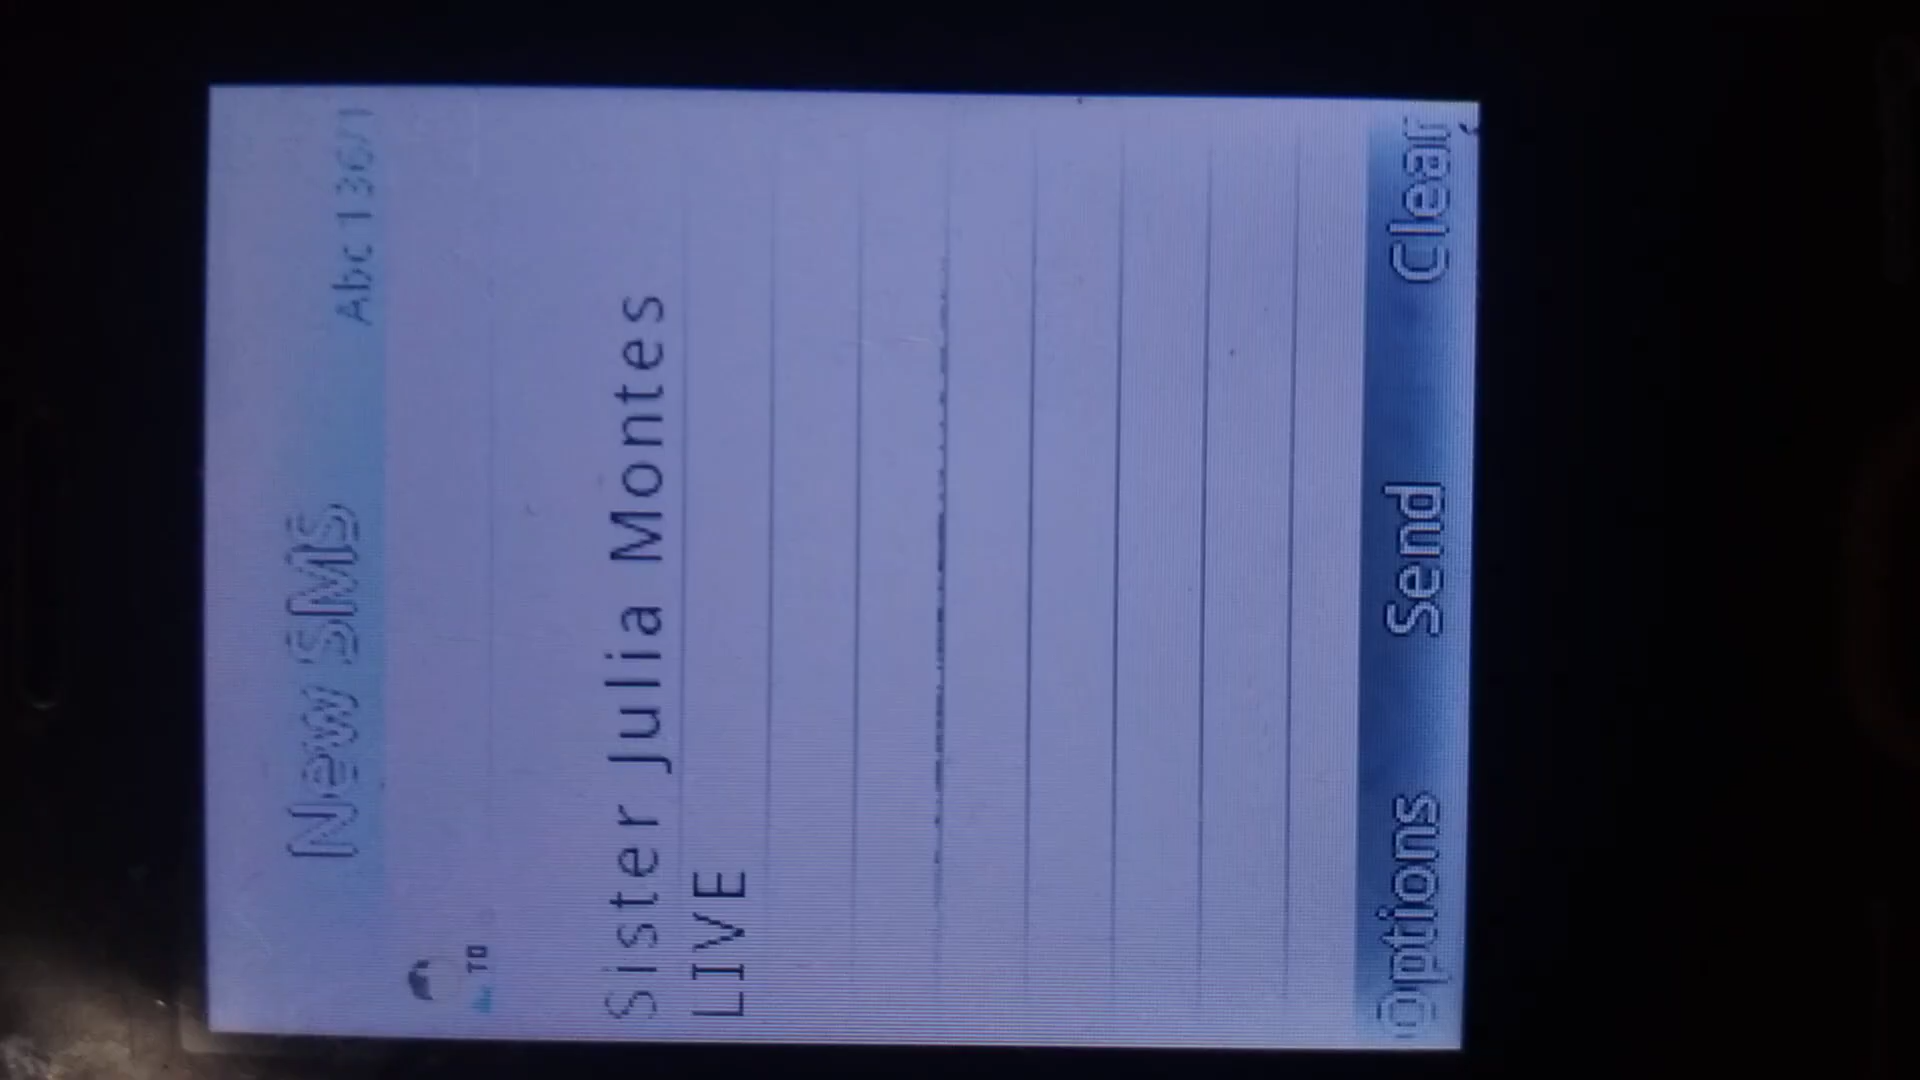 New SMS
Abc 136/1
TO
Sister Julia Montes
LIVE
Options Send Clear